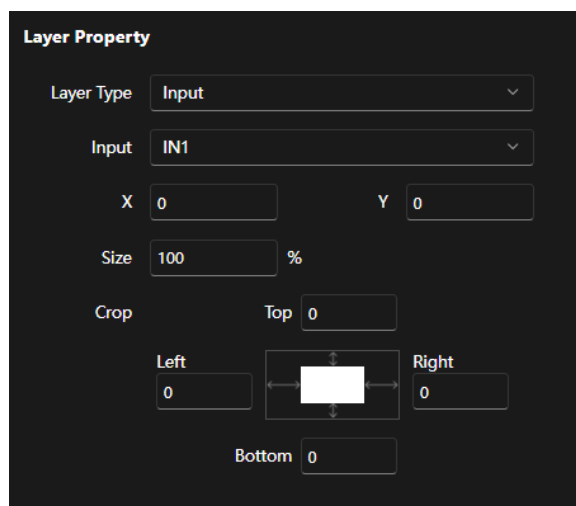 Layer Property
Layer Type Input
Input IN1
X 0 Y 0
Size 100 %
Crop Top 0
Left Right
0 0
Bottom 0